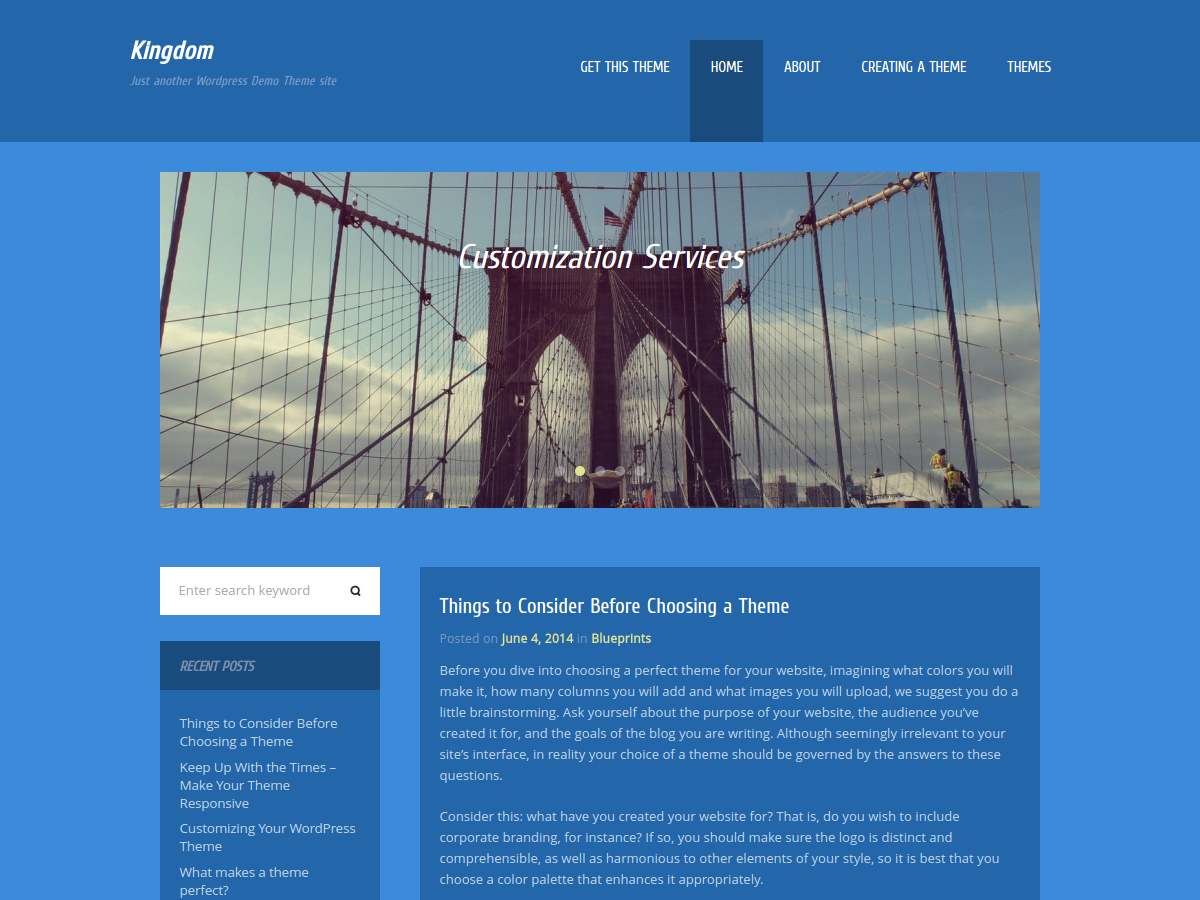 Kingdom
Just another Wordpress Demo Theme site
GET THIS THEME
HOME
ABOUT
CREATING A THEME
THEMES
Customization Services
Enter search keyword
RECENT POSTS
Things to Consider Before
Choosing a Theme
Keep Up With the Times –
Make Your Theme
Responsive
Customizing Your WordPress
Theme
What makes a theme
perfect?
Things to Consider Before Choosing a Theme
Posted on June 4, 2014 in Blueprints
Before you dive into choosing a perfect theme for your website, imagining what colors you will
make it, how many columns you will add and what images you will upload, we suggest you do a
little brainstorming. Ask yourself about the purpose of your website, the audience you’ve
created it for, and the goals of the blog you are writing. Although seemingly irrelevant to your
site’s interface, in reality your choice of a theme should be governed by the answers to these
questions.
Consider this: what have you created your website for? That is, do you wish to include
corporate branding, for instance? If so, you should make sure the logo is distinct and
comprehensible, as well as harmonious to other elements of your style, so it is best that you
choose a color palette that enhances it appropriately.